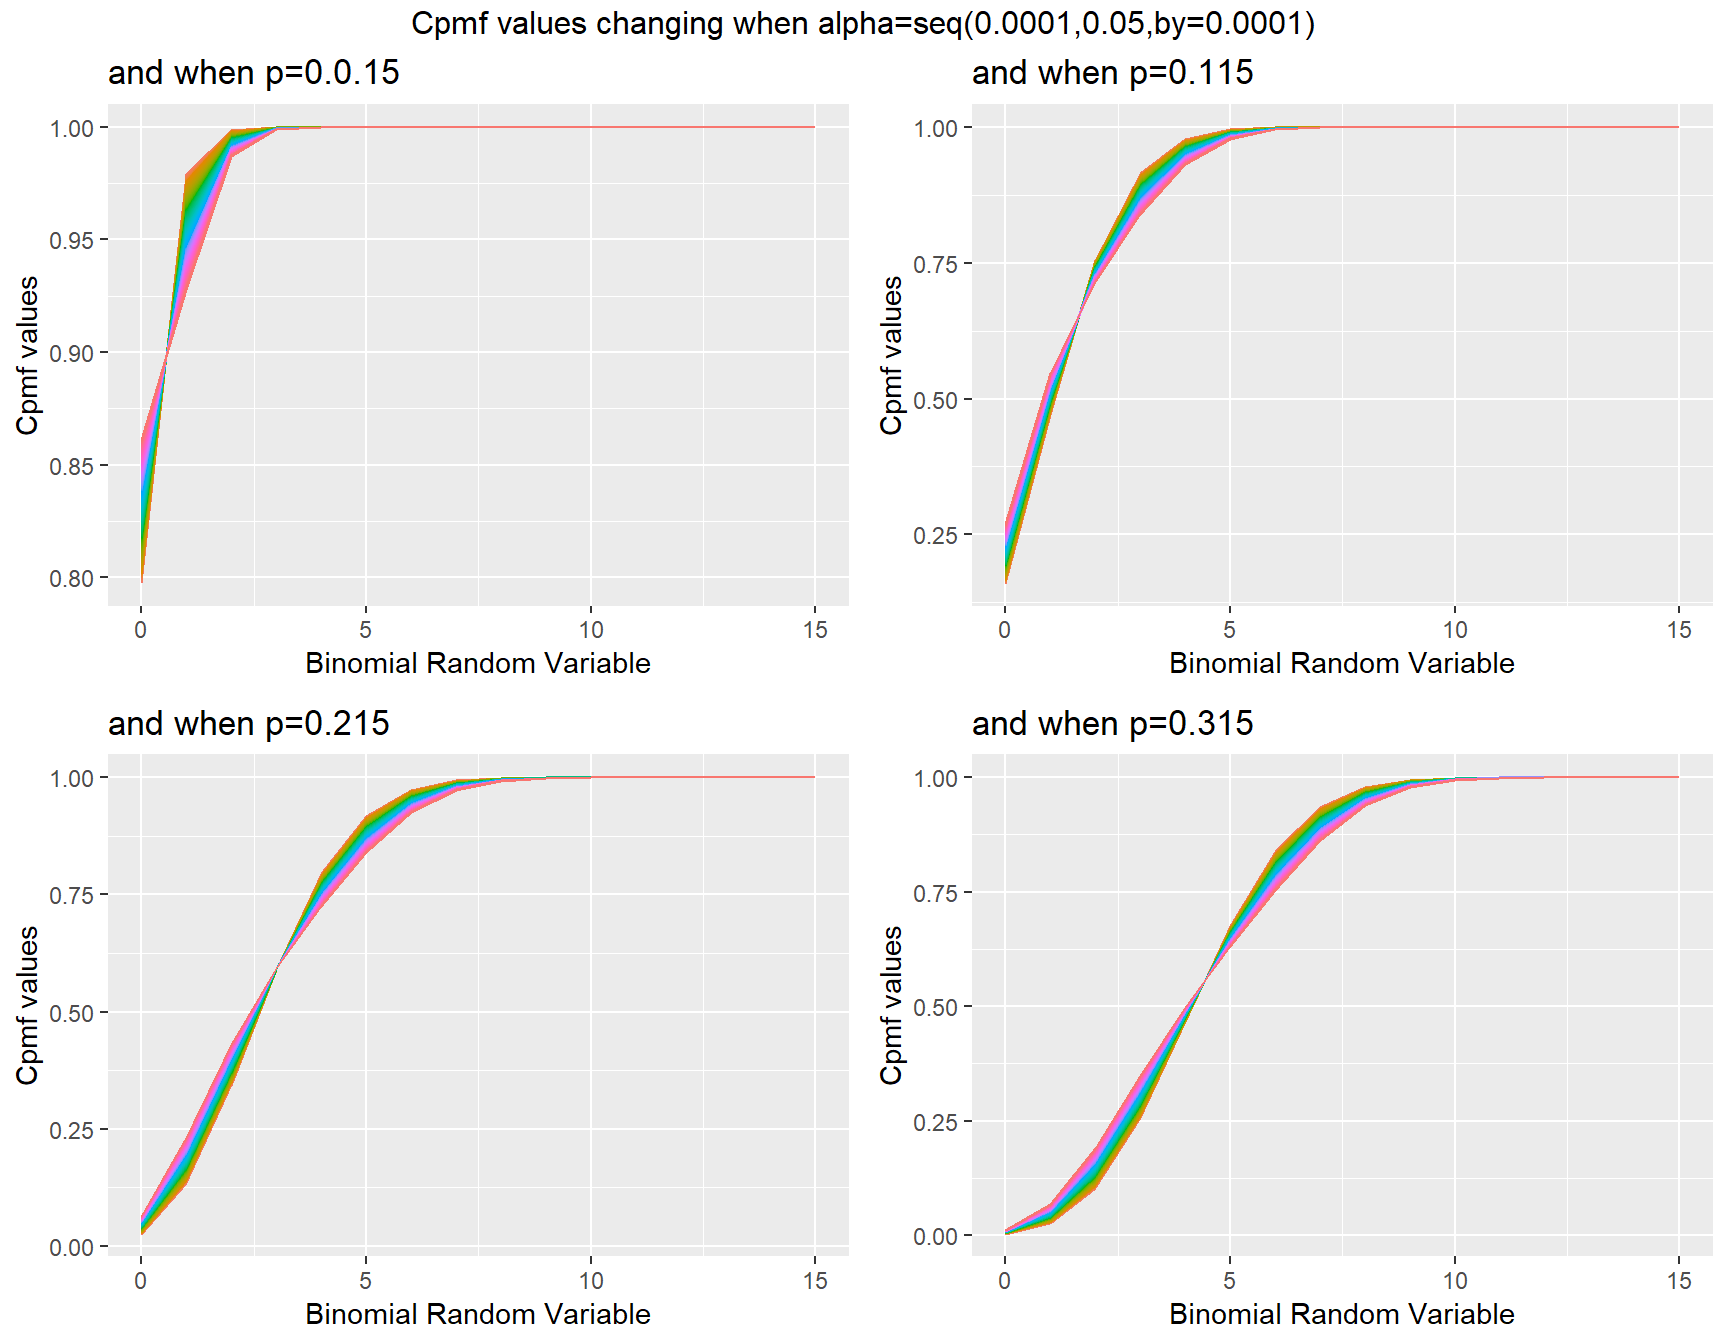 Cpmf values changing when alpha=seq(0.0001,0.05,by=0.0001)
and when p=0.0.15
Cpmf values
1.00
0.95
0.90
0.85
0.80
0 5 10 15
Binomial Random Variable
and when p=0.115
Cpmf values
1.00
0.75
0.50
0.25
0 5 10 15
Binomial Random Variable
and when p=0.215
Cpmf values
1.00
0.75
0.50
0.25
0.00
0 5 10 15
Binomial Random Variable
and when p=0.315
Cpmf values
1.00
0.75
0.50
0.25
0.00
0 5 10 15
Binomial Random Variable